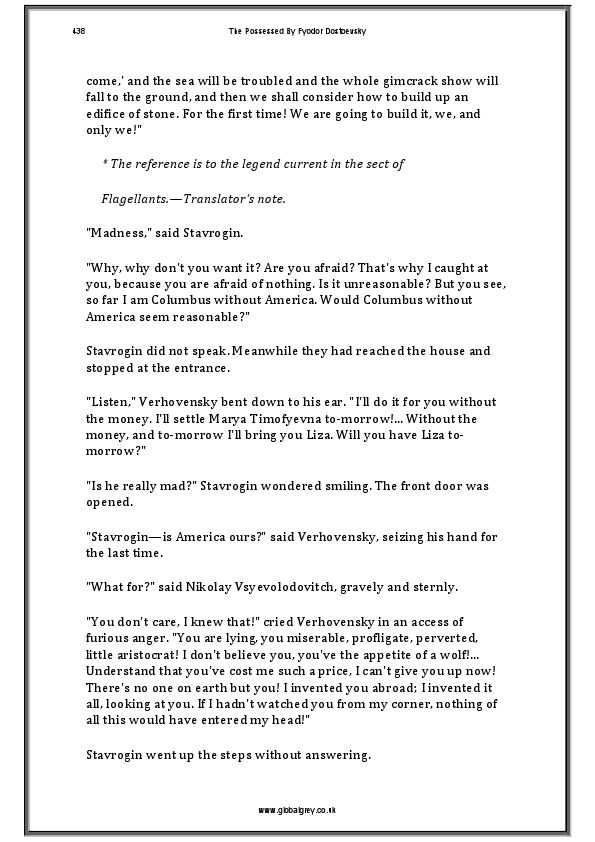 438
The Possessed By Fyodor Dostoevsky
come,' and the sea will be troubled and the whole gimcrack show will
fall to the ground, and then we shall consider how to build up an
edifice of stone. For the first time! We are going to build it, we, and
only we!"
* The reference is to the legend current in the sect of
Flagellants.—Translator's note.
"Madness," said Stavrogin.
"Why, why don't you want it? Are you afraid? That's why I caught at
you, because you are afraid of nothing. Is it unreasonable? But you see,
so far I am Columbus without America. Would Columbus without
America seem reasonable?"
Stavrogin did not speak. Meanwhile they had reached the house and
stopped at the entrance.
"Listen," Verhovensky bent down to his ear. "I'll do it for you without
the money. I'll settle Marya Timofyevna to-morrow!... Without the
money, and to-morrow I'll bring you Liza. Will you have Liza to-
morrow?"
"Is he really mad?" Stavrogin wondered smiling. The front door was
opened.
"Stavrogin—is America ours?" said Verhovensky, seizing his hand for
the last time.
"What for?" said Nikolay Vsyevolodovitch, gravely and sternly.
"You don't care, I knew that!" cried Verhovensky in an access of
furious anger. "You are lying, you miserable, profligate, perverted,
little aristocrat! I don't believe you, you've the appetite of a wolf!...
Understand that you've cost me such a price, I can't give you up now!
There's no one on earth but you! I invented you abroad; I invented it
all, looking at you. If I hadn't watched you from my corner, nothing of
all this would have entered my head!"
Stavrogin went up the steps without answering.
www.globalgrey.co.uk